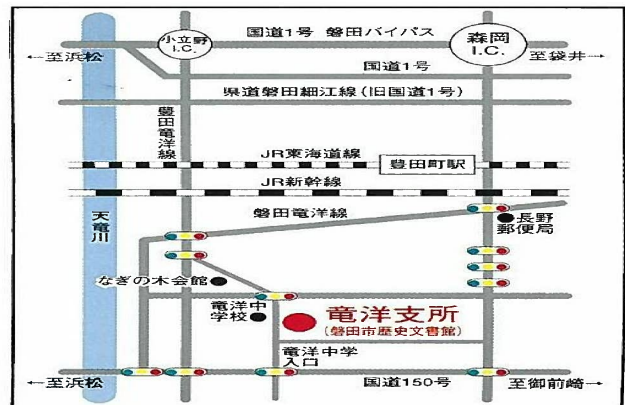 国道1号 磐田バイパス
小立野
I.C.
森岡
I.C.
←至浜松
至袋井→
国道1号
県道磐田細江線(旧国道1号)
豊田竜洋線
JR東海道線
豊田町駅
JR新幹線
天竜川
磐田竜洋線
長野
郵便局
なぎの木会館
竜洋中
学校
竜洋支所
(磐田市歴史文書館)
竜洋中学
入口
←至浜松
国道150号
至御前崎→